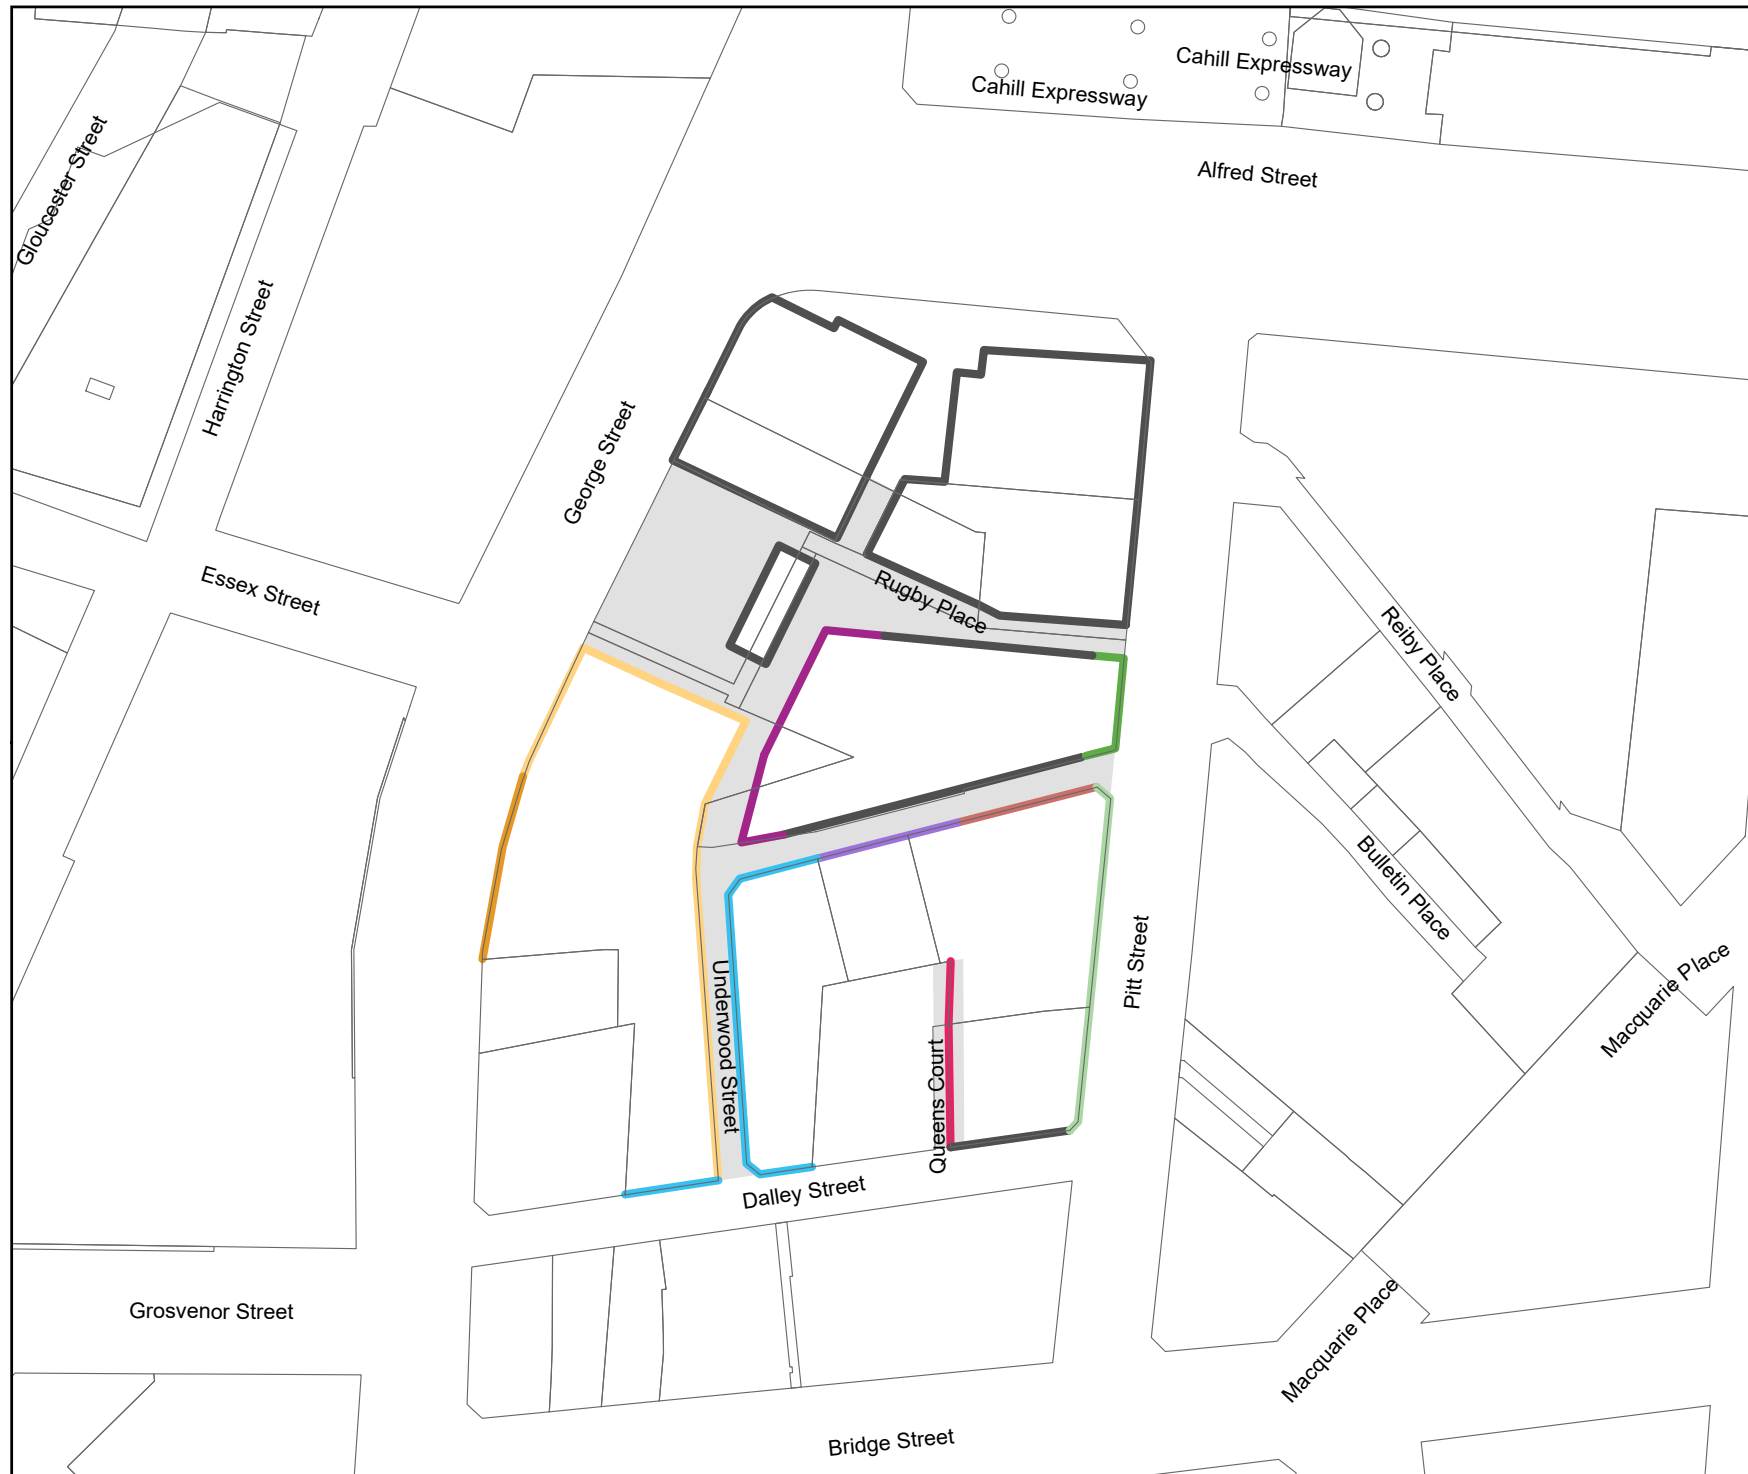 Cahill Expressway
Cahill Expressway
Alfred Street
Gloucester Street
Harrington Street
George Street
Essex Street
Rugby Place
Reiby Place
Bulletin Place
Pitt Street
Underwood Street
Queens Court
Macquarie Place
Dalley Street
Grosvenor Street
Macquarie Place
Bridge Street